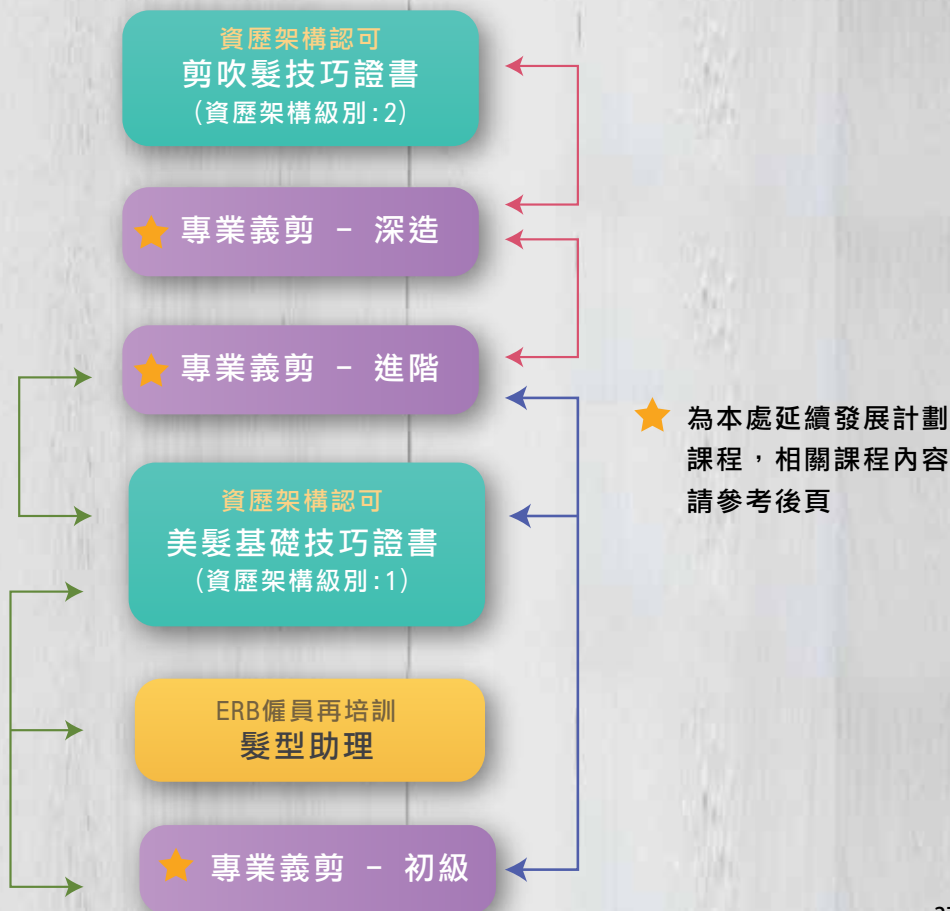 資歷架構認可
剪吹髮技巧證書
(資歷架構級別:2)
專業義剪 - 深造
專業義剪 - 進階
為本處延續發展計劃
課程，相關課程內容
請參考後頁
資歷架構認可
美髮基礎技巧證書
(資歷架構級別:1)
ERB僱員再培訓
髮型助理
專業義剪 - 初級